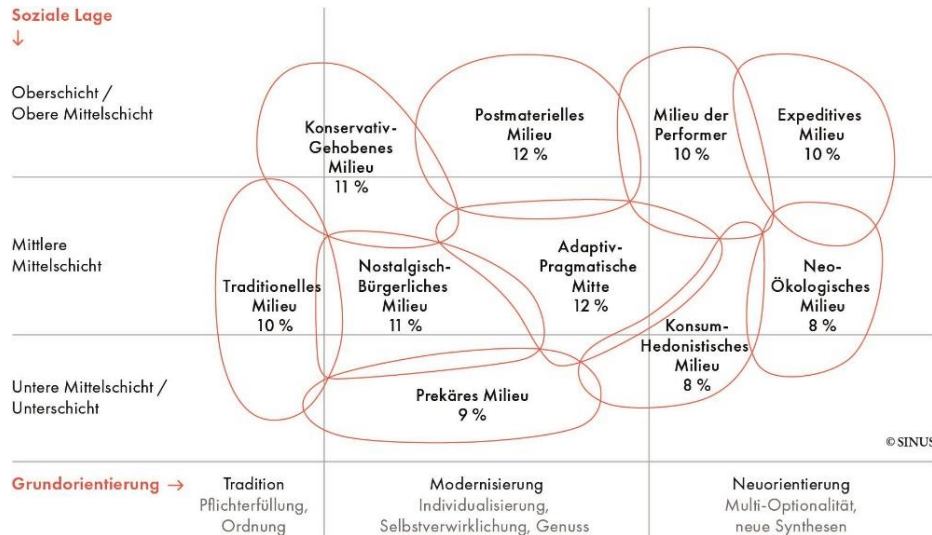 Soziale Lage
↓
Oberschicht /
Obere Mittelschicht
Konservativ-
Gehobenes
Milieu
11 %
Postmaterielles
Milieu
12 %
Milieu der
Performer
10 %
Expeditives
Milieu
10 %
Mittlere
Mittelschicht
Traditionelles
Milieu
10 %
Nostalgisch-
Bürgerliches
Milieu
11 %
Adaptiv-
Pragmatische
Mitte
12 %
Neo-
Ökologisches
Milieu
8 %
Konsum-
Hedonistisches
Milieu
8 %
Untere Mittelschicht /
Unterschicht
Prekäres Milieu
9 %
© SINUS
Grundorientierung →
Tradition
Pflichterfüllung,
Ordnung
Modernisierung
Individualisierung,
Selbstverwirklichung, Genuss
Neuorientierung
Multi-Optionalität,
neue Synthesen